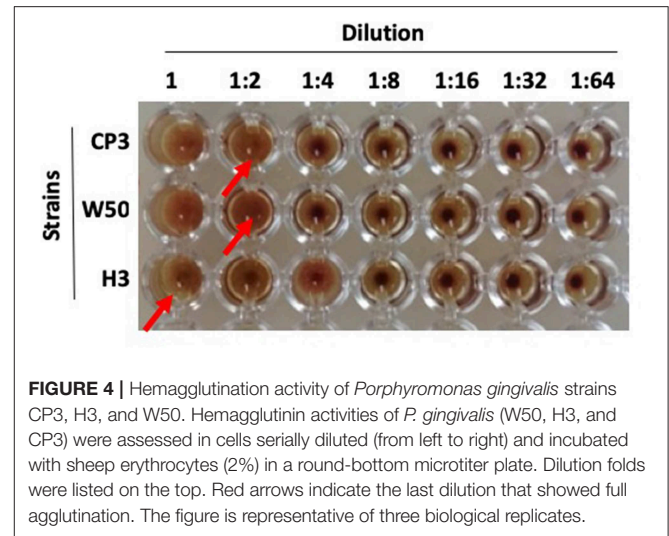 Dilution
1 1:2 1:4 1:8 1:16 1:32 1:64
Strains
CP3
W50
H3
FIGURE 4 | Hemagglutination activity of Porphyromonas gingivalis strains
CP3, H3, and W50. Hemagglutinin activities of P. gingivalis (W50, H3, and
CP3) were assessed in cells serially diluted (from left to right) and incubated
with sheep erythrocytes (2%) in a round-bottom microtiter plate. Dilution folds
were listed on the top. Red arrows indicate the last dilution that showed full
agglutination. The figure is representative of three biological replicates.